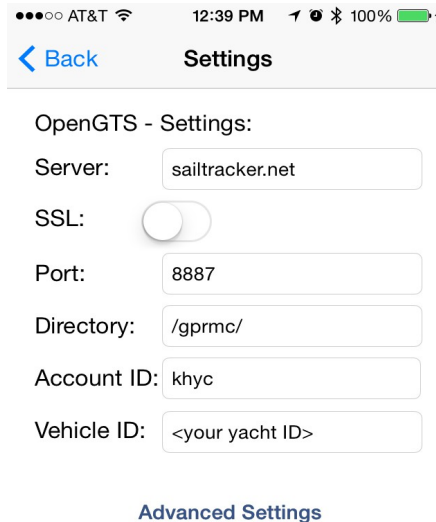 AT&T 12:39 PM 100%
Back Settings
OpenGTS - Settings:
Server: sailtracker.net
SSL:
Port: 8887
Directory: /gprmc/
Account ID: khyc
Vehicle ID: <your yacht ID>
Advanced Settings